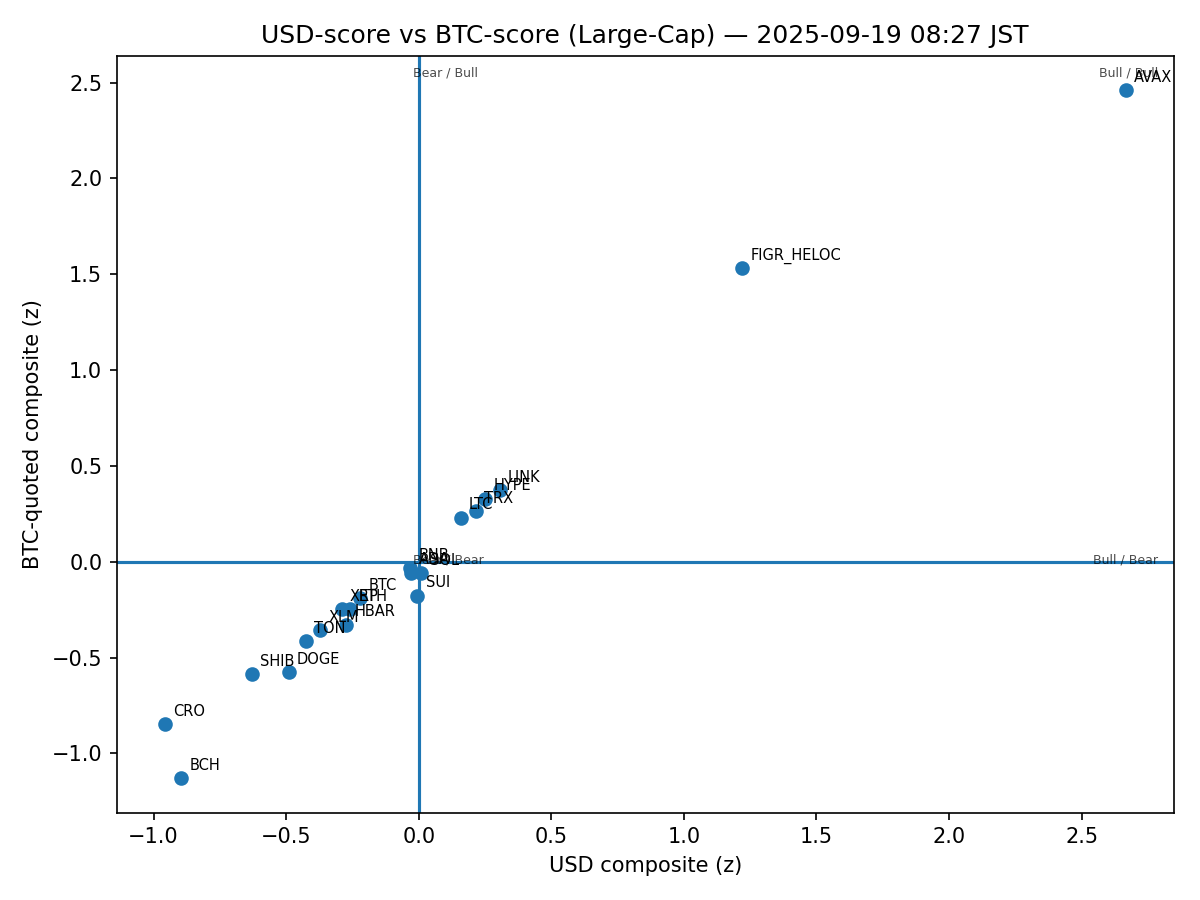 USD-score vs BTC-score (Large-Cap) — 2025-09-19 08:27 JST
Bear / Bull
Bull / Bull
AVAX
FIGR_HELOC
LINK
HYPE
TRX
LTC
BNB
SOL
Bear
Bull / Bear
SUI
BTC
XRP
ETH
HBAR
XLM
TON
SHIB
DOGE
CRO
BCH
2.5
2.0
1.5
1.0
0.5
0.0
−0.5
−1.0
BTC-quoted composite (z)
−1.0
−0.5
0.0
0.5
1.0
1.5
2.0
2.5
USD composite (z)